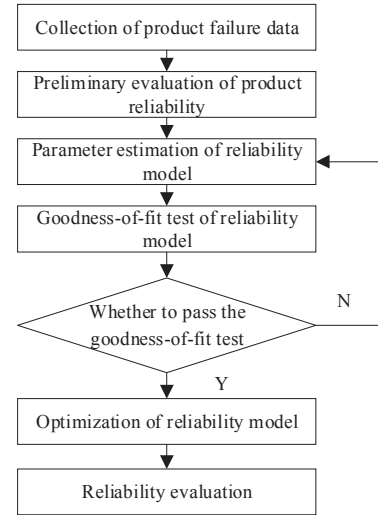 Collection of product failure data
Preliminary evaluation of product
reliability
Parameter estimation of reliability
model
Goodness-of-fit test of reliability
model
Whether to pass the
goodness-of-fit test
N
Y
Optimization of reliability model
Reliability evaluation